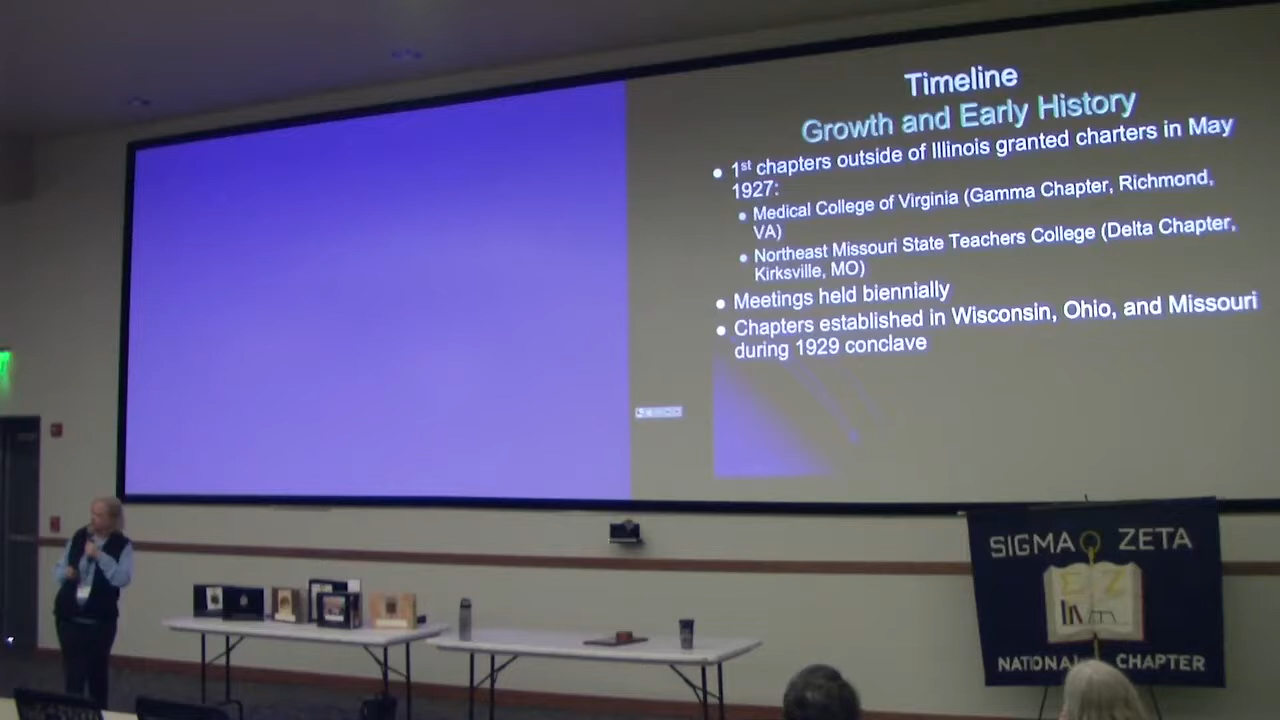 Timeline
Growth and Early History
• 1st chapters outside of Illinois granted charters in May
1927:
• Medical College of Virginia (Gamma Chapter, Richmond,
VA)
• Northeast Missouri State Teachers College (Delta Chapter,
Kirksville, MO)
• Meetings held biennially
• Chapters established in Wisconsin, Ohio, and Missouri
during 1929 conclave
SIGMA ZETA
Σ Z
NATIONAL CHAPTER